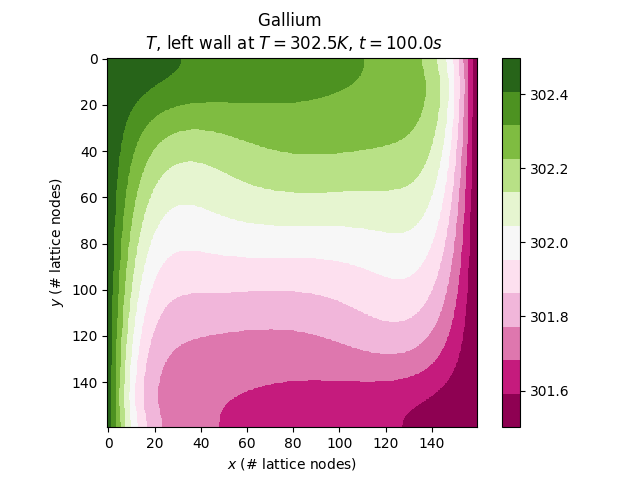 Gallium
T, left wall at T = 302.5K, t = 100.0s
0
20
40
60
80
100
120
140
y (# lattice nodes)
0 20 40 60 80 100 120 140
x (# lattice nodes)
302.4
302.2
302.0
301.8
301.6